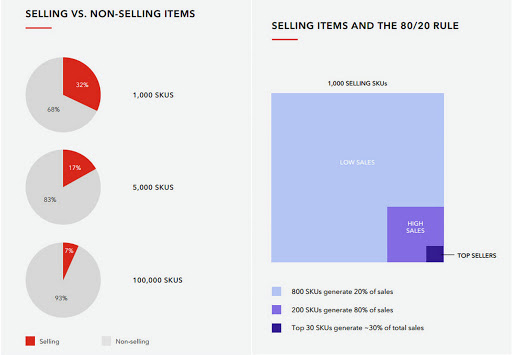 SELLING VS. NON-SELLING ITEMS
32%
68%
1,000 SKUS
17%
83%
5,000 SKUS
7%
93%
100,000 SKUS
Selling
Non-selling
SELLING ITEMS AND THE 80/20 RULE
1,000 SELLING SKUs
LOW SALES
HIGH
SALES
TOP SELLERS
800 SKUs generate 20% of sales
200 SKUs generate 80% of sales
Top 30 SKUs generate ~30% of total sales